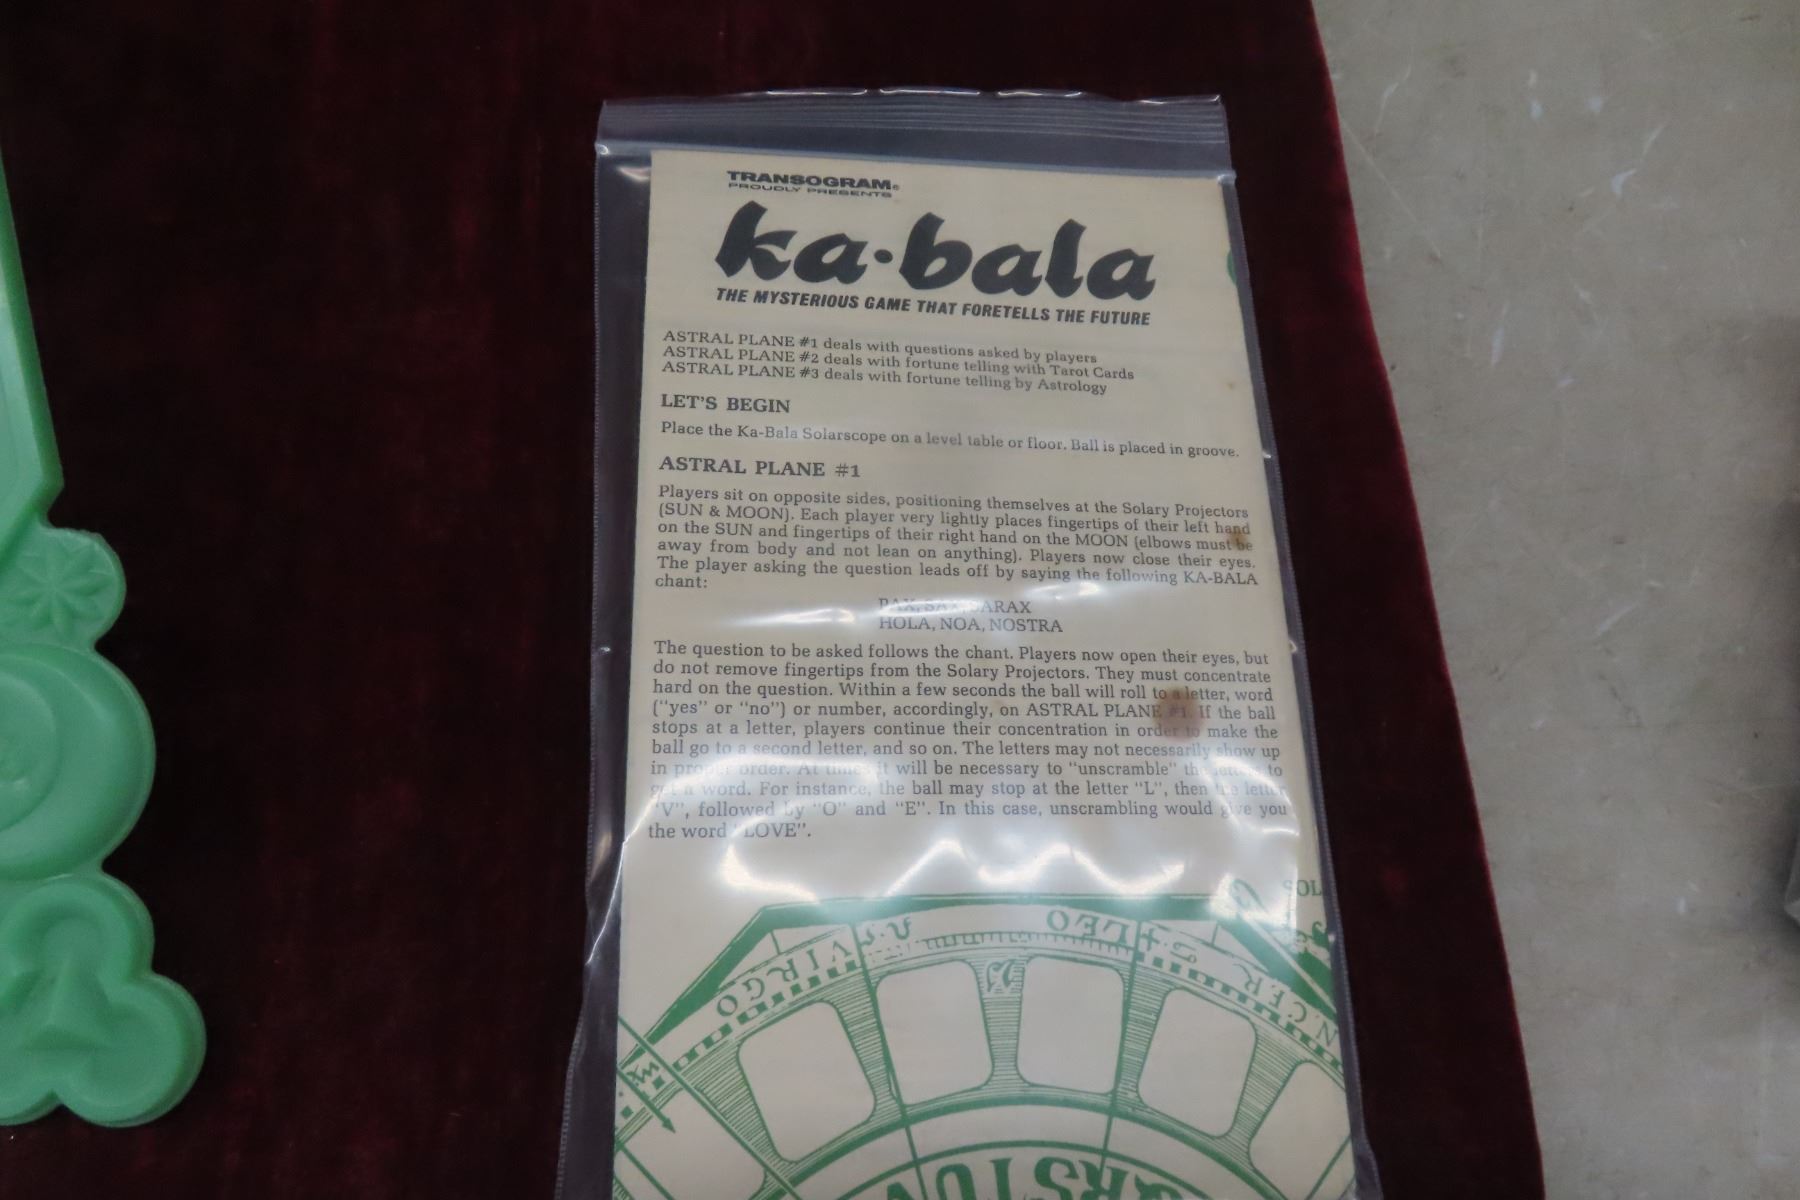 TRANSOGRAM®
PROUDLY PRESENTS
ka·bala
THE MYSTERIOUS GAME THAT FORETELLS THE FUTURE
ASTRAL PLANE #1 deals with questions asked by players
ASTRAL PLANE #2 deals with fortune telling with Tarot Cards
ASTRAL PLANE #3 deals with fortune telling by Astrology
LET'S BEGIN
Place the Ka-Bala Solarscope on a level table or floor. Ball is placed in groove.
ASTRAL PLANE #1
Players sit on opposite sides, positioning themselves at the Solary Projectors
(SUN & MOON). Each player very lightly places fingertips of their left hand
on the SUN and fingertips of their right hand on the MOON (elbows must be
away from body and not lean on anything). Players now close their eyes.
The player asking the question leads off by saying the following KA-BALA
chant:
PAX, SAX, SARAX
HOLA, NOA, NOSTRA
The question to be asked follows the chant. Players now open their eyes, but
do not remove fingertips from the Solary Projectors. They must concentrate
hard on the question. Within a few seconds the ball will roll to a letter, word
("yes" or "no") or number, accordingly, on ASTRAL PLANE #1. If the ball
stops at a letter, players continue their concentration in order to make the
ball go to a second letter, and so on. The letters may not necessarily show up
in proper order. At times it will be necessary to "unscramble" the letters to
get a word. For instance, the ball may stop at the letter "L", then the letter
"V", followed by "O" and "E". In this case, unscrambling would give you
the word "LOVE".
SOL
VIRGO
LEO
NCER
RSTUV